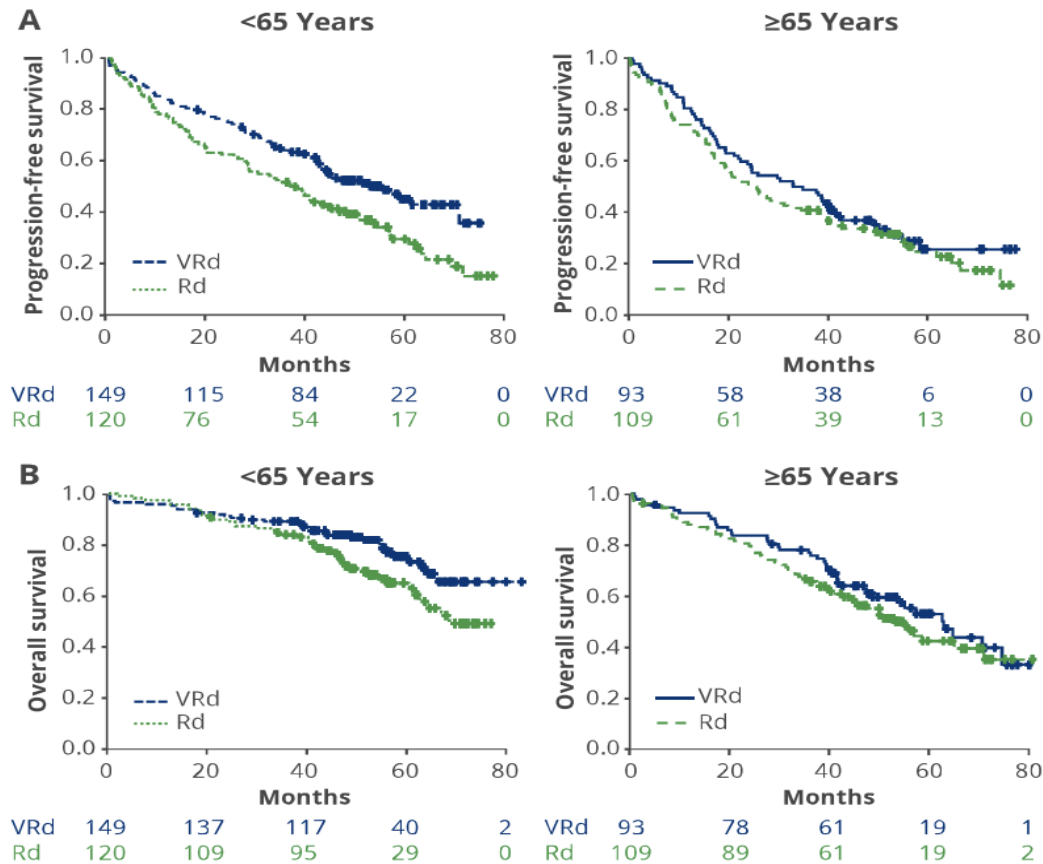 A
<65 Years
≥65 Years
Progression-free survival
1.0
0.8
0.6
0.4
0.2
0.0
VRd
Rd
0 20 40 60 80
Months
VRd 149 115 84 22 0
Rd 120 76 54 17 0
Progression-free survival
1.0
0.8
0.6
0.4
0.2
0.0
VRd
Rd
0 20 40 60 80
Months
VRd 93 58 38 6 0
Rd 109 61 39 13 0
B
<65 Years
≥65 Years
Overall survival
1.0
0.8
0.6
0.4
0.2
0.0
VRd
Rd
0 20 40 60 80
Months
VRd 149 137 117 40 2
Rd 120 109 95 29 0
Overall survival
1.0
0.8
0.6
0.4
0.2
0.0
VRd
Rd
0 20 40 60 80
Months
VRd 93 78 61 19 1
Rd 109 89 61 19 2